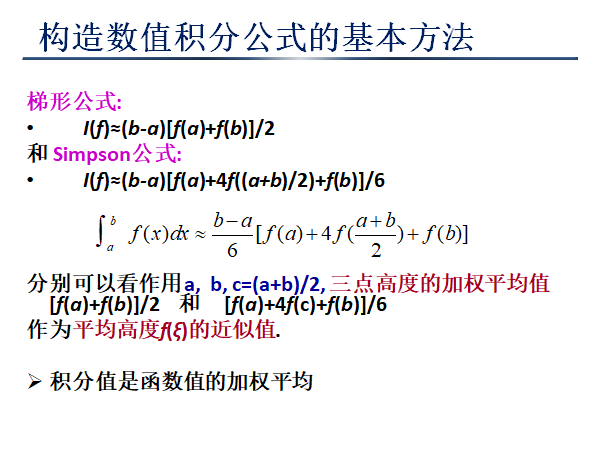 构造数值积分公式的基本方法
梯形公式:
• I(f)≈(b-a)[f(a)+f(b)]/2
和 Simpson公式:
• I(f)≈(b-a)[f(a)+4f((a+b)/2)+f(b)]/6
∫_a^b f(x)dx ≈ \frac{b-a}{6}[f(a)+4f(\frac{a+b}{2})+f(b)]
分别可以看作用a, b, c=(a+b)/2, 三点高度的加权平均值
[f(a)+f(b)]/2 和 [f(a)+4f(c)+f(b)]/6
作为平均高度f(ξ)的近似值.
➢ 积分值是函数值的加权平均